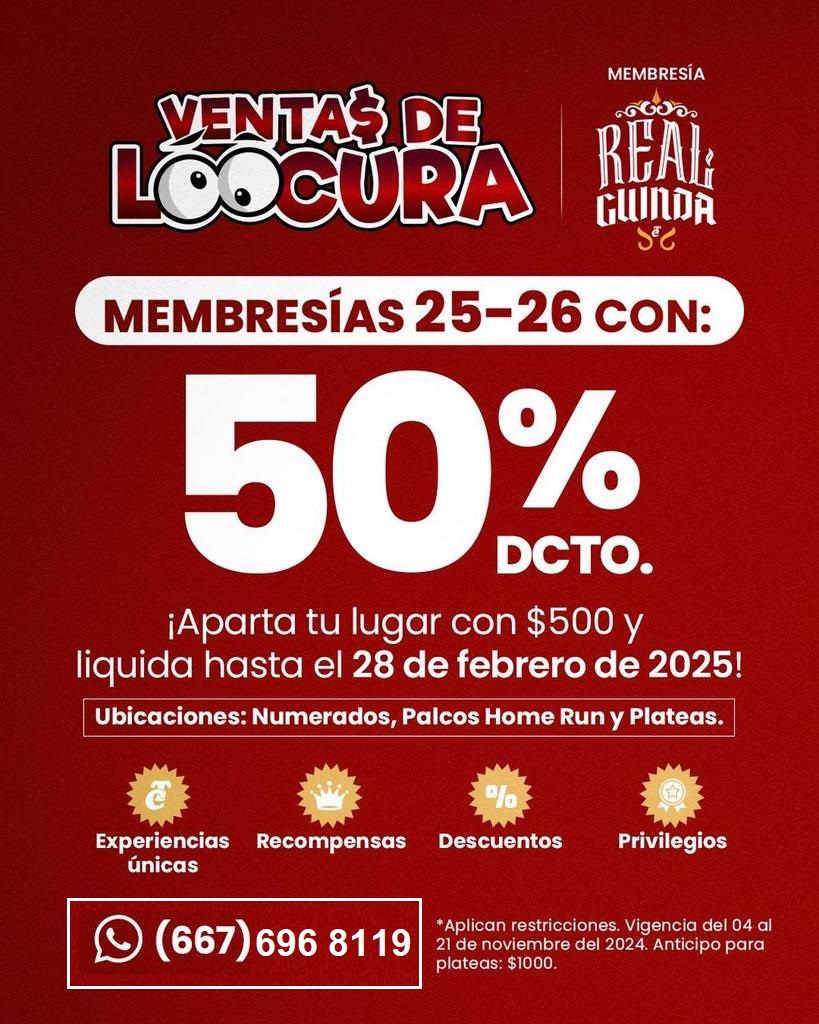 VENTA$ DE
LOOCURA
MEMBRESÍA
REAL
GUINDA
MEMBRESÍAS 25-26 CON:
50%
DCTO.
¡Aparta tu lugar con $500 y
liquida hasta el 28 de febrero de 2025!
Ubicaciones: Numerados, Palcos Home Run y Plateas.
%
Experiencias
únicas
Recompensas
Descuentos
Privilegios
(667) 696 8119
*Aplican restricciones. Vigencia del 04 al
21 de noviembre del 2024. Anticipo para
plateas: $1000.